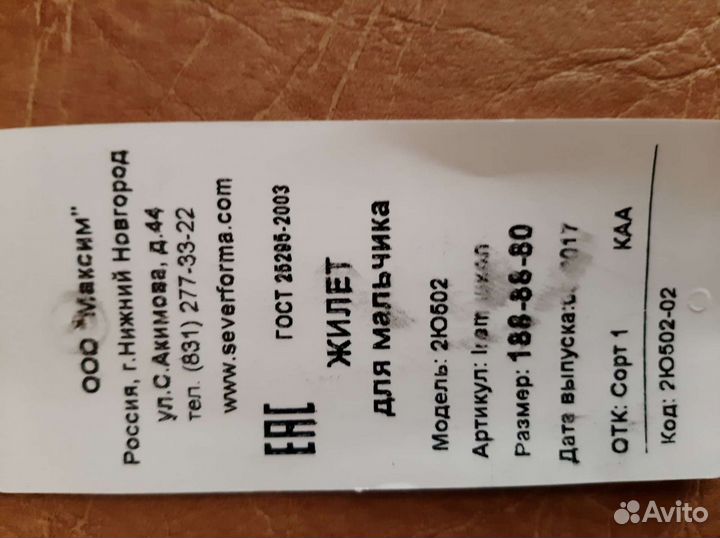 ООО "Максим"
Россия, г.Нижний Новгород
ул.С.Акимова, д.44
тел. (831) 277-33-22
www.severforma.com
EAC ГОСТ 25295-2003
ЖИЛЕТ
для мальчика
Модель: 2Ю502
Артикул:
Размер: 188-88-80
Дата выпуска: 2017
ОТК: Сорт 1 КАА
Код: 2Ю502-02
Avito